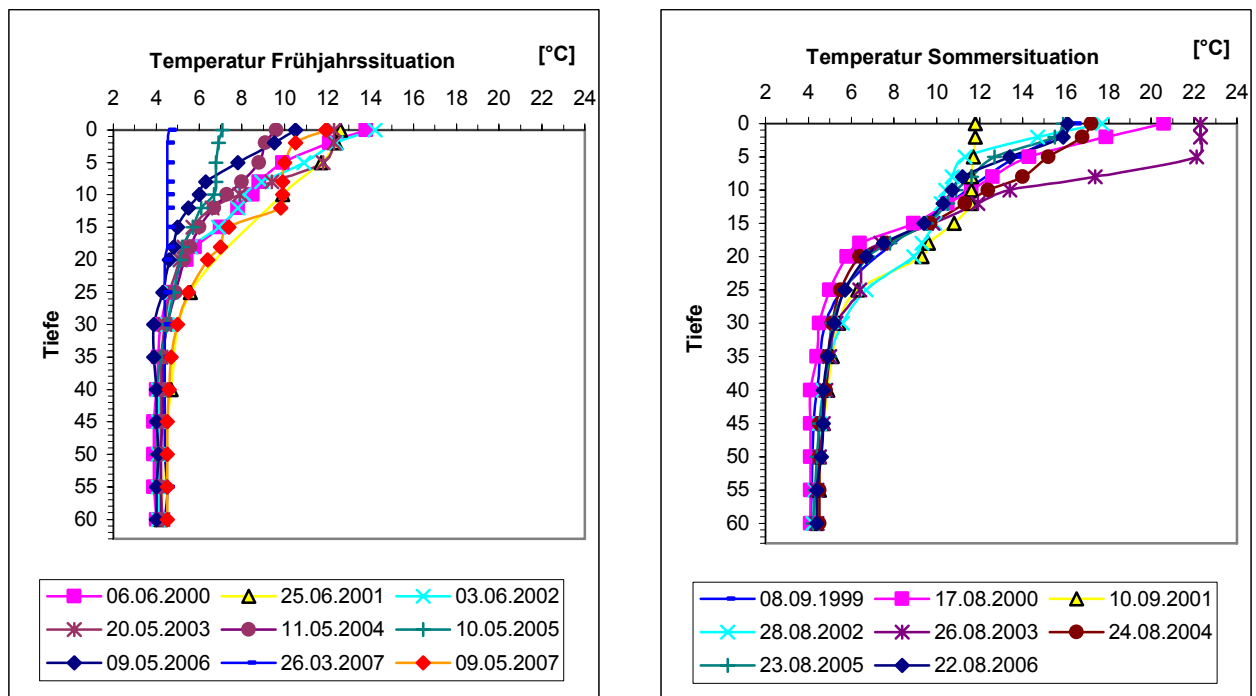 Temperatur Frühjahrssituation [°C]
2 4 6 8 10 12 14 16 18 20 22 24
0
5
10
15
20
25
30
35
40
45
50
55
60
Tiefe
06.06.2000 25.06.2001 03.06.2002
20.05.2003 11.05.2004 10.05.2005
09.05.2006 26.03.2007 09.05.2007
Temperatur Sommersituation [°C]
2 4 6 8 10 12 14 16 18 20 22 24
0
5
10
15
20
25
30
35
40
45
50
55
60
Tiefe
08.09.1999 17.08.2000 10.09.2001
28.08.2002 26.08.2003 24.08.2004
23.08.2005 22.08.2006